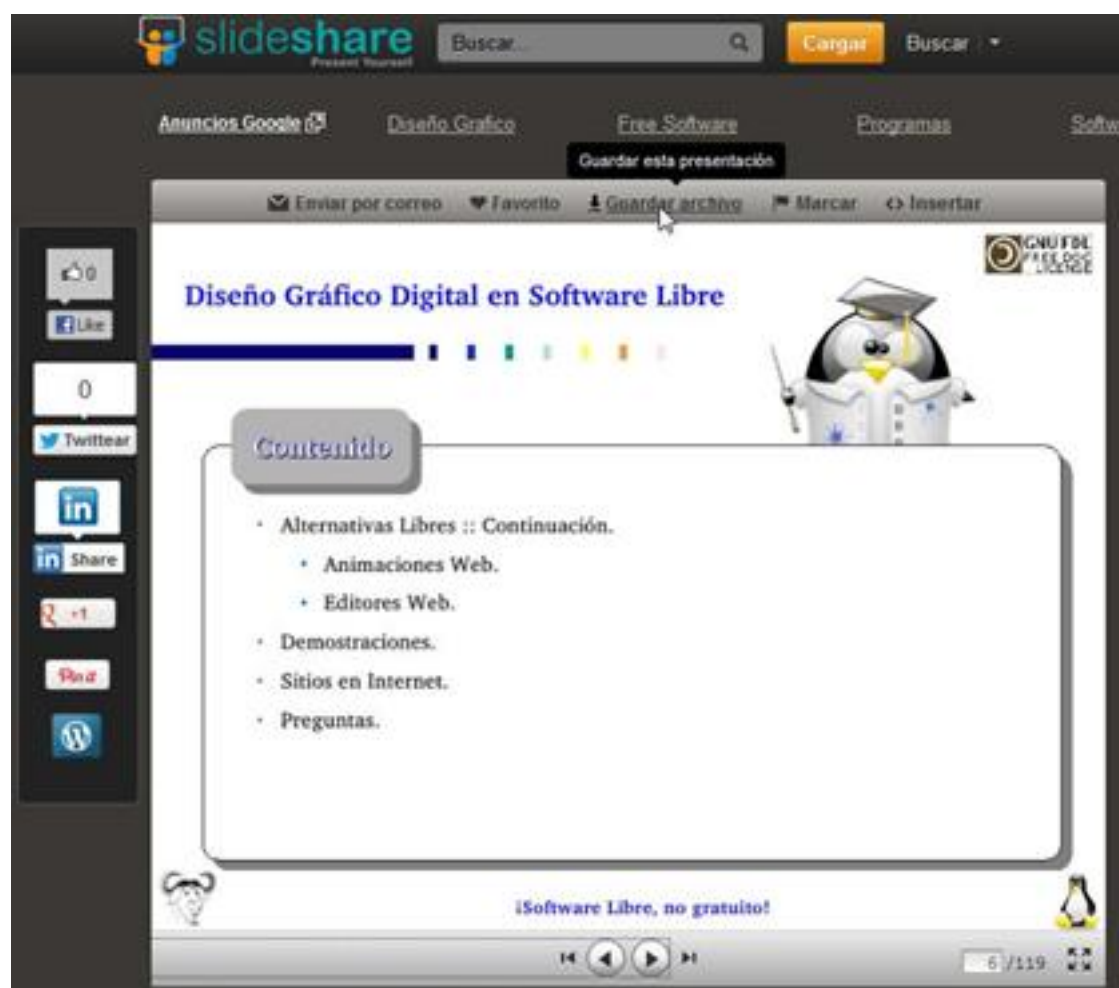 slideshare
Present Yourself
Buscar...
Cargar
Buscar
Anuncios Google
Diseño Grafico
Free Software
Programas
Softw
Guardar esta presentación
Enviar por correo
Favorito
Guardar archivo
Marcar
Insertar
0
Like
0
Twittear
in
in Share
+1
Pin it
GNU FDL
FREE DOC
LICENSE
Diseño Gráfico Digital en Software Libre
Contenido
· Alternativas Libres :: Continuación.
· Animaciones Web.
· Editores Web.
· Demostraciones.
· Sitios en Internet.
· Preguntas.
¡Software Libre, no gratuito!
6 /119